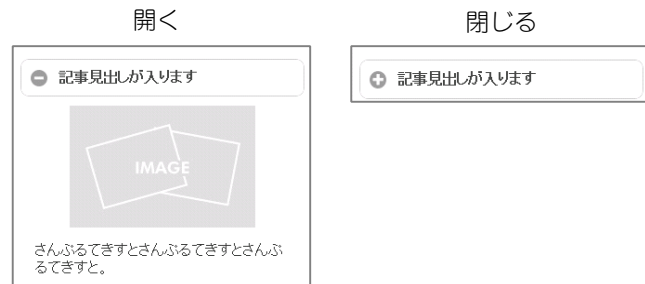 開く
閉じる
記事見出しが入ります
IMAGE
さんぷるてきすとさんぷるてきすとさんぷ
るてきすと。
記事見出しが入ります